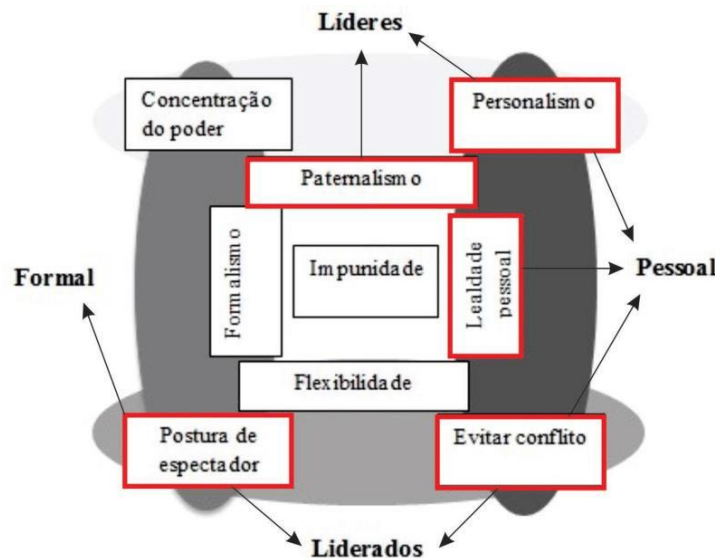 Líderes
Concentração
do poder
Personalismo
Paternalismo
Formalismo
Impunidade
Lealdade
pessoal
Formal
Pessoal
Flexibilidade
Postura de
espectador
Evitar conflito
Liderados